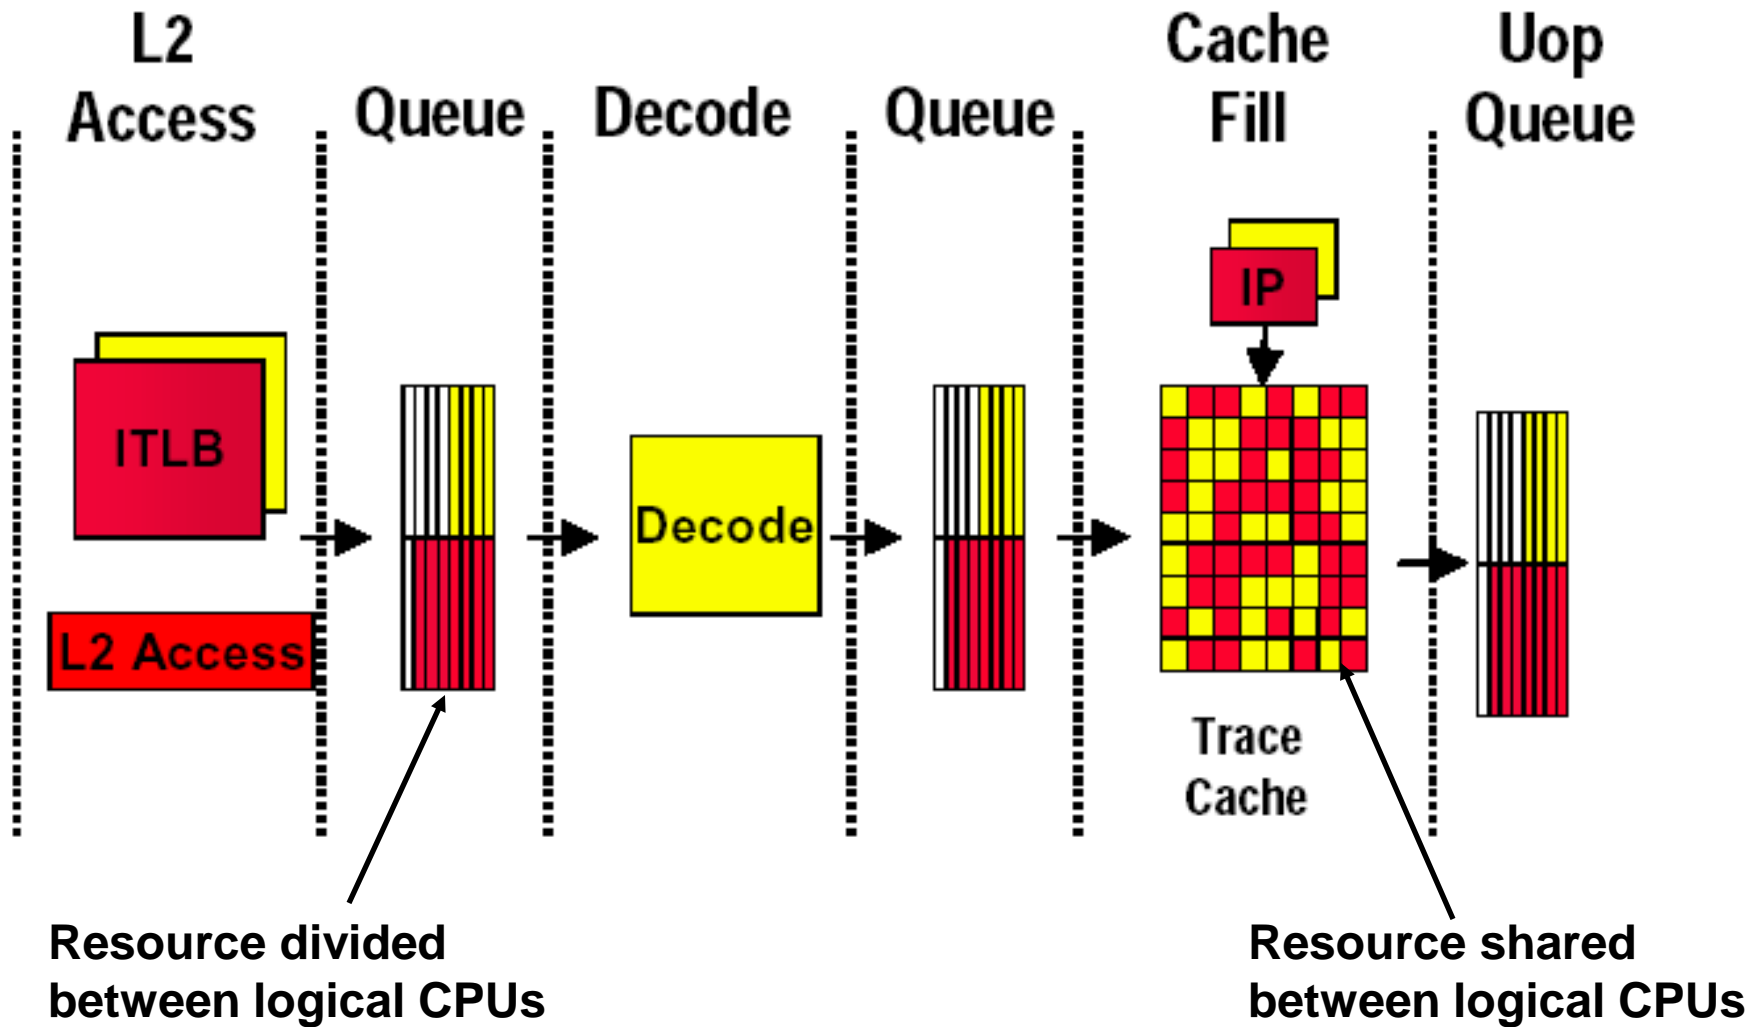 L2
Access
Queue
Decode
Queue
Cache
Fill
Uop
Queue
IP
ITLB
Decode
L2 Access
Trace
Cache
Resource divided
between logical CPUs
Resource shared
between logical CPUs